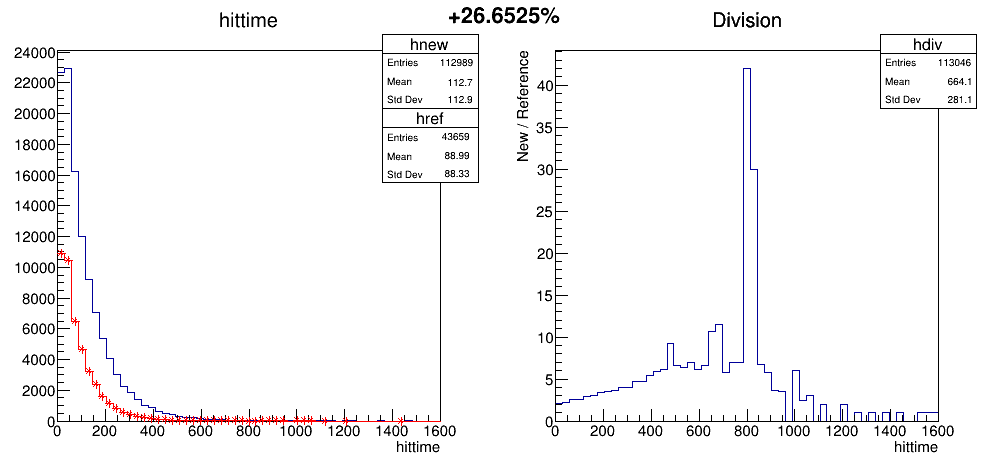 +26.6525%
hittime
hnew
Entries 112989
Mean 112.7
Std Dev 112.9
href
Entries 43659
Mean 88.99
Std Dev 88.33
24000
22000
20000
18000
16000
14000
12000
10000
8000
6000
4000
2000
0
0 200 400 600 800 1000 1200 1400 1600
hittime
Division
hdiv
Entries 113046
Mean 664.1
Std Dev 281.1
New / Reference
40
35
30
25
20
15
10
5
0
0 200 400 600 800 1000 1200 1400 1600
hittime